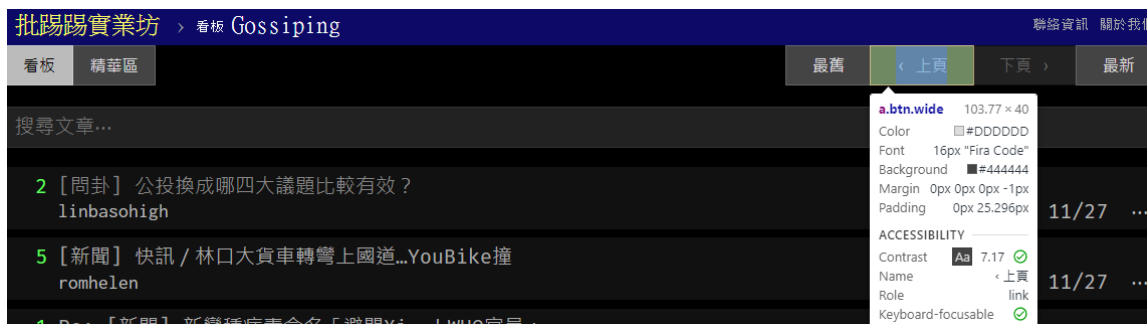 批踢踢實業坊 › 看板 Gossiping 聯絡資訊 關於我們
看板 精華區 最舊 ‹ 上頁 下頁 › 最新
搜尋文章…
a.btn.wide 103.77 × 40
Color #DDDDDD
Font 16px "Fira Code"
Background #444444
Margin 0px 0px 0px -1px
Padding 0px 25.296px
ACCESSIBILITY
Contrast Aa 7.17
Name ‹ 上頁
Role link
Keyboard-focusable
2 [問卦] 公投換成哪四大議題比較有效?
linbasohigh 11/27 …
5 [新聞] 快訊/林口大貨車轉彎上國道…YouBike撞
romhelen 11/27 …